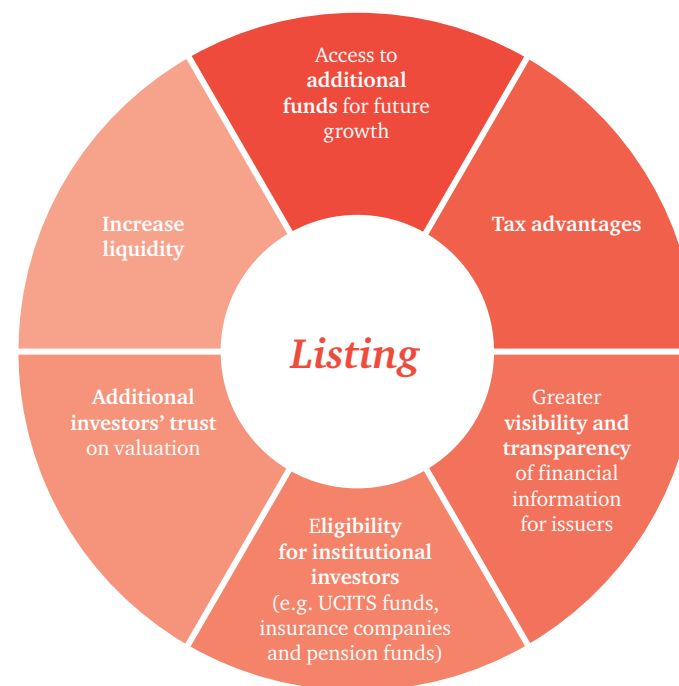 Access to
additional
funds for future
growth
Tax advantages
Greater
visibility and
transparency
of financial
information
for issuers
Eligibility
for institutional
investors
(e.g. UCITS funds,
insurance companies
and pension funds)
Additional
investors’ trust
on valuation
Increase
liquidity
Listing